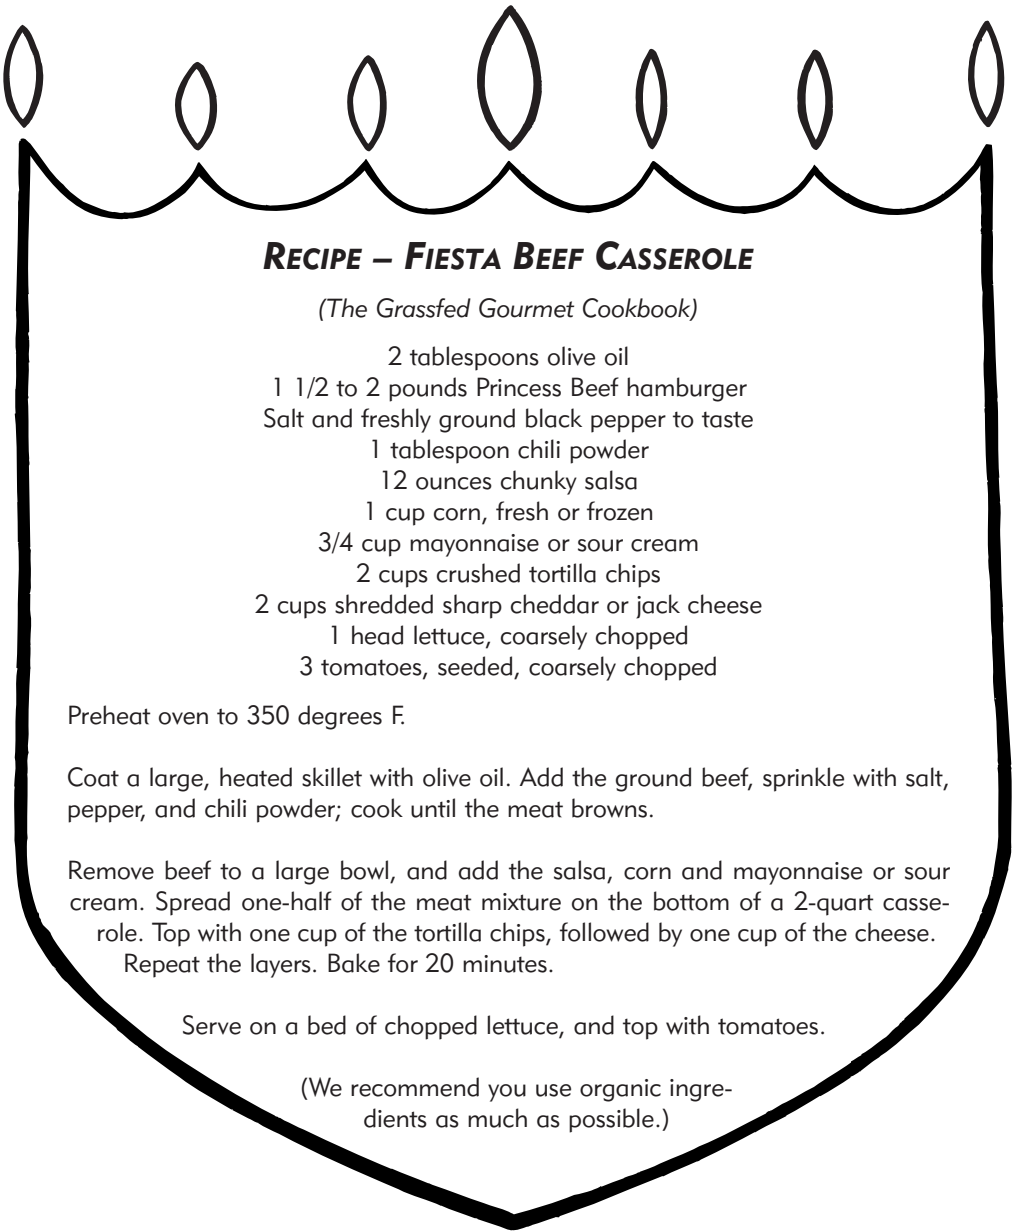 RECIPE – FIESTA BEEF CASSEROLE
(The Grassfed Gourmet Cookbook)
2 tablespoons olive oil
1 1/2 to 2 pounds Princess Beef hamburger
Salt and freshly ground black pepper to taste
1 tablespoon chili powder
12 ounces chunky salsa
1 cup corn, fresh or frozen
3/4 cup mayonnaise or sour cream
2 cups crushed tortilla chips
2 cups shredded sharp cheddar or jack cheese
1 head lettuce, coarsely chopped
3 tomatoes, seeded, coarsely chopped
Preheat oven to 350 degrees F.
Coat a large, heated skillet with olive oil. Add the ground beef, sprinkle with salt,
pepper, and chili powder; cook until the meat browns.
Remove beef to a large bowl, and add the salsa, corn and mayonnaise or sour
cream. Spread one-half of the meat mixture on the bottom of a 2-quart casse-
role. Top with one cup of the tortilla chips, followed by one cup of the cheese.
Repeat the layers. Bake for 20 minutes.
Serve on a bed of chopped lettuce, and top with tomatoes.
(We recommend you use organic ingre-
dients as much as possible.)